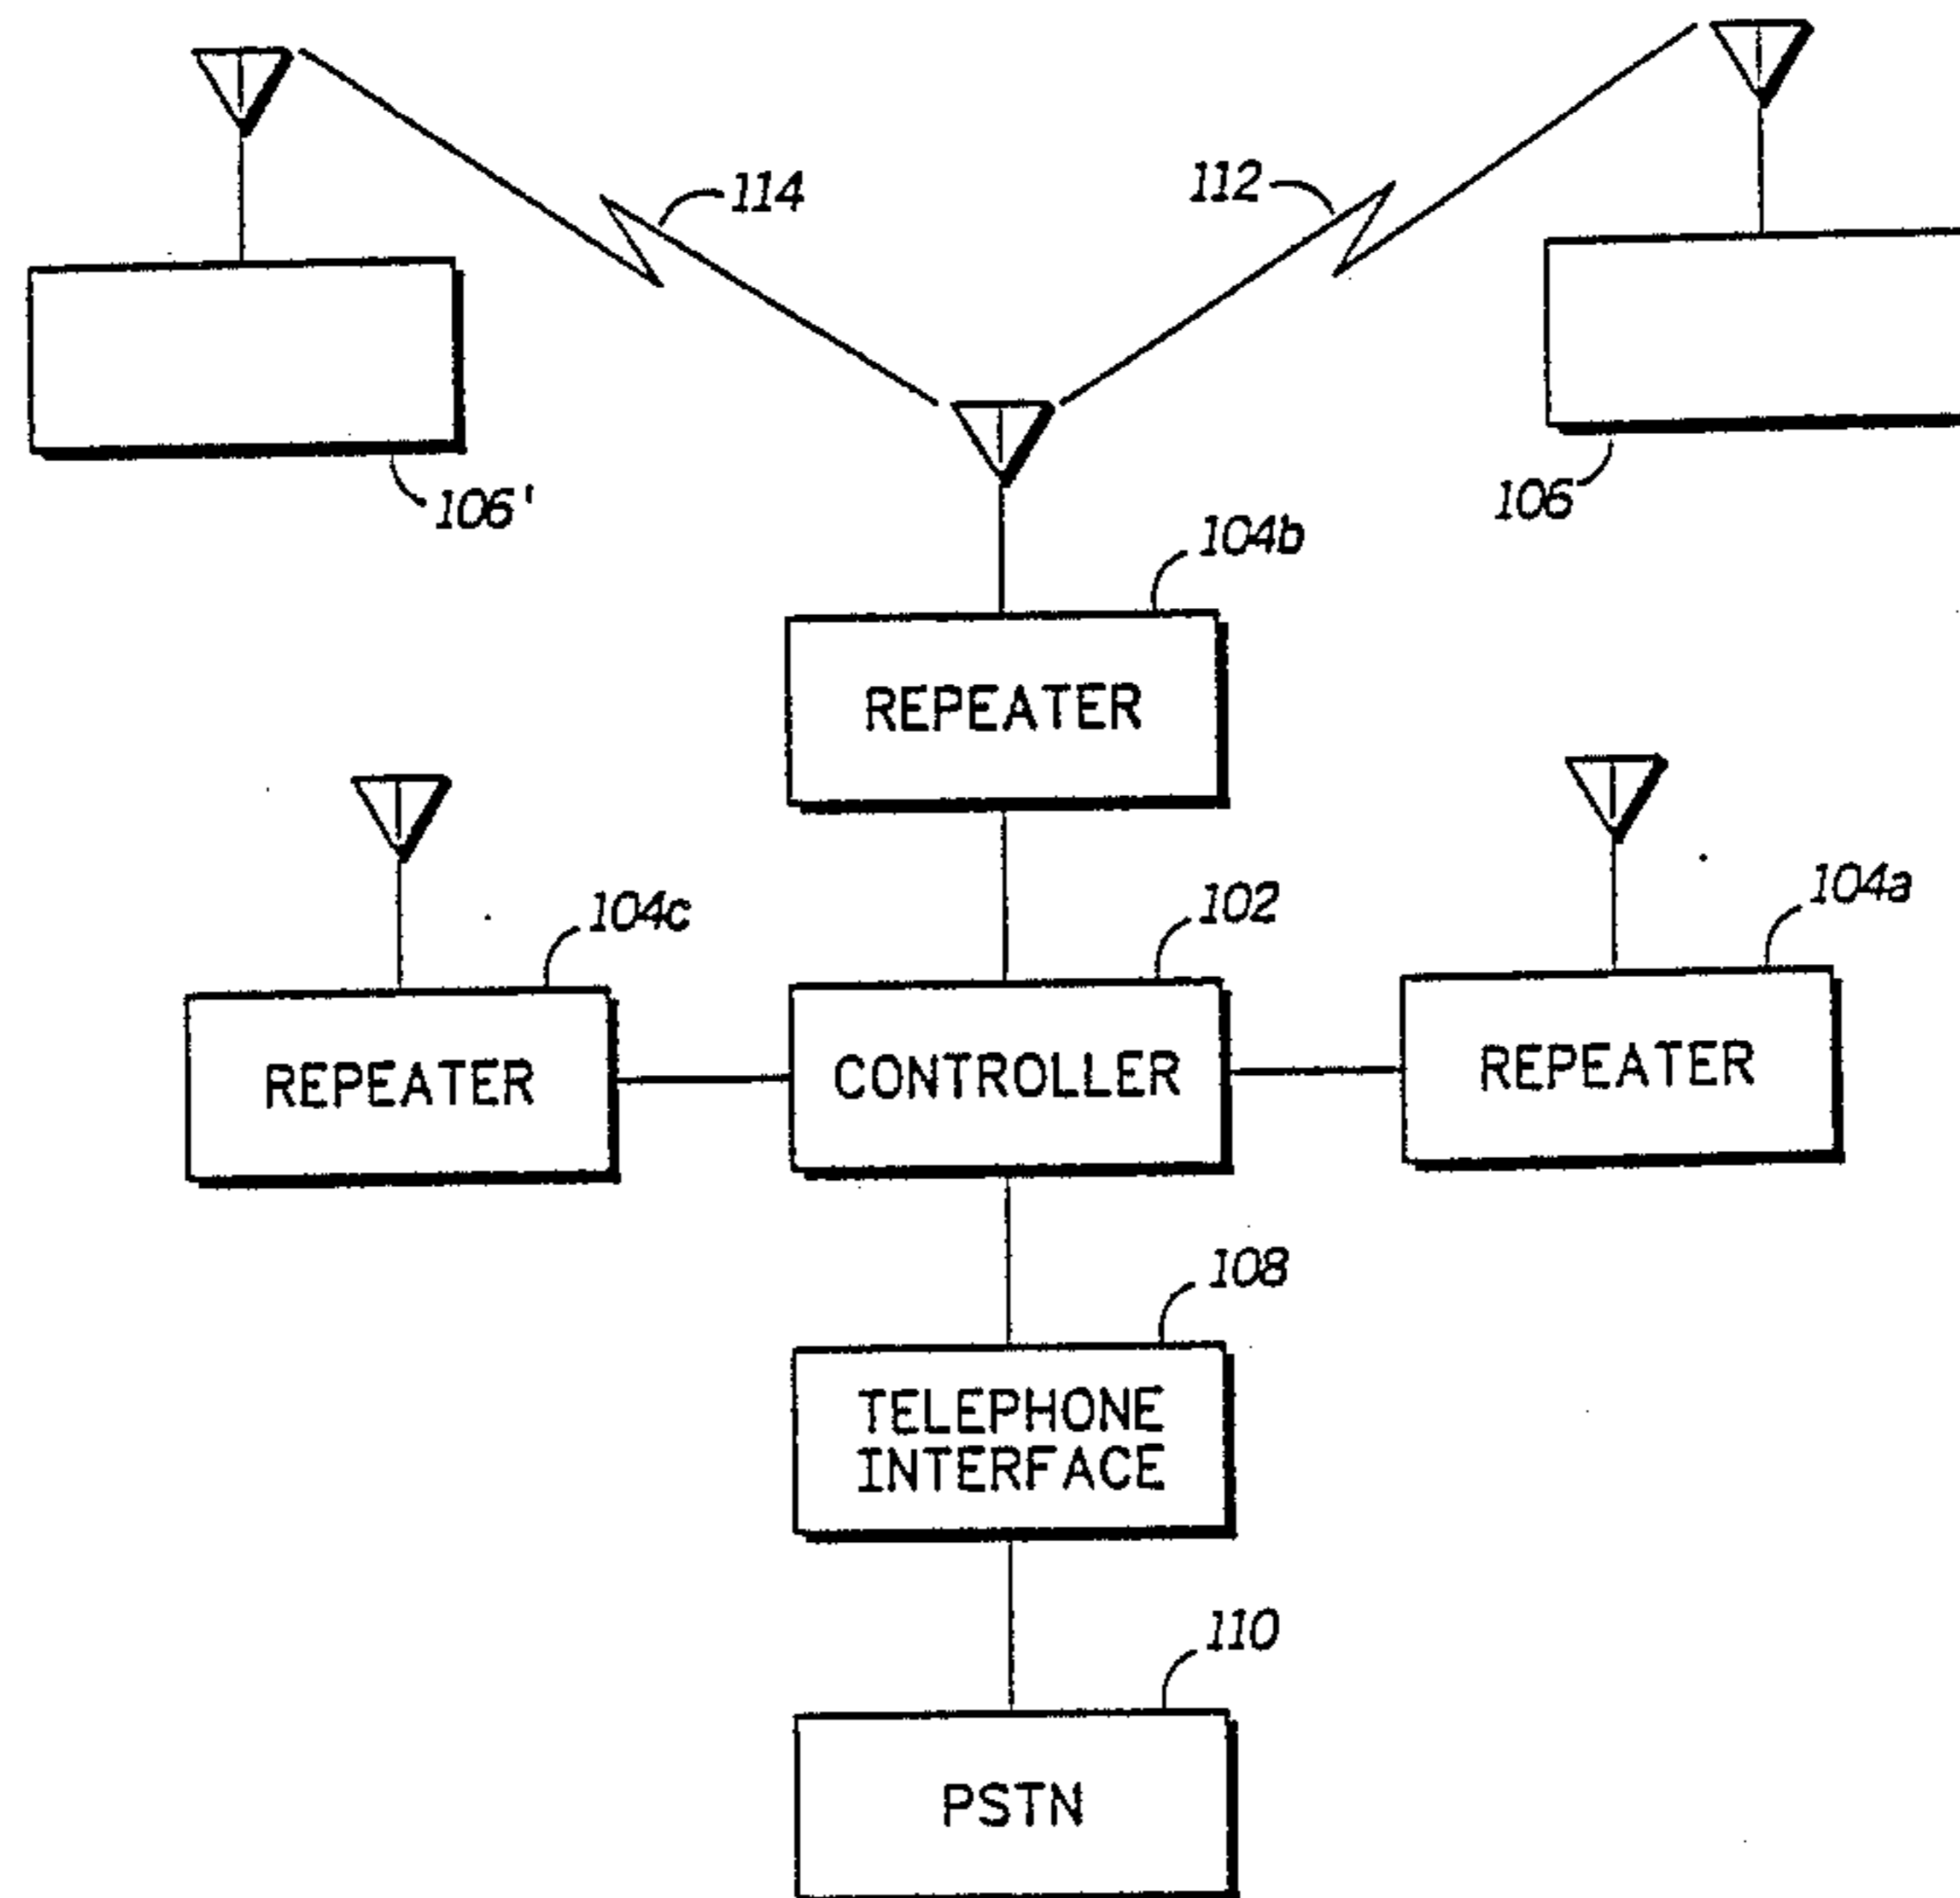 114
112
106'
106
104b
REPEATER
104c
102
104a
REPEATER
CONTROLLER
REPEATER
108
TELEPHONE
INTERFACE
110
PSTN